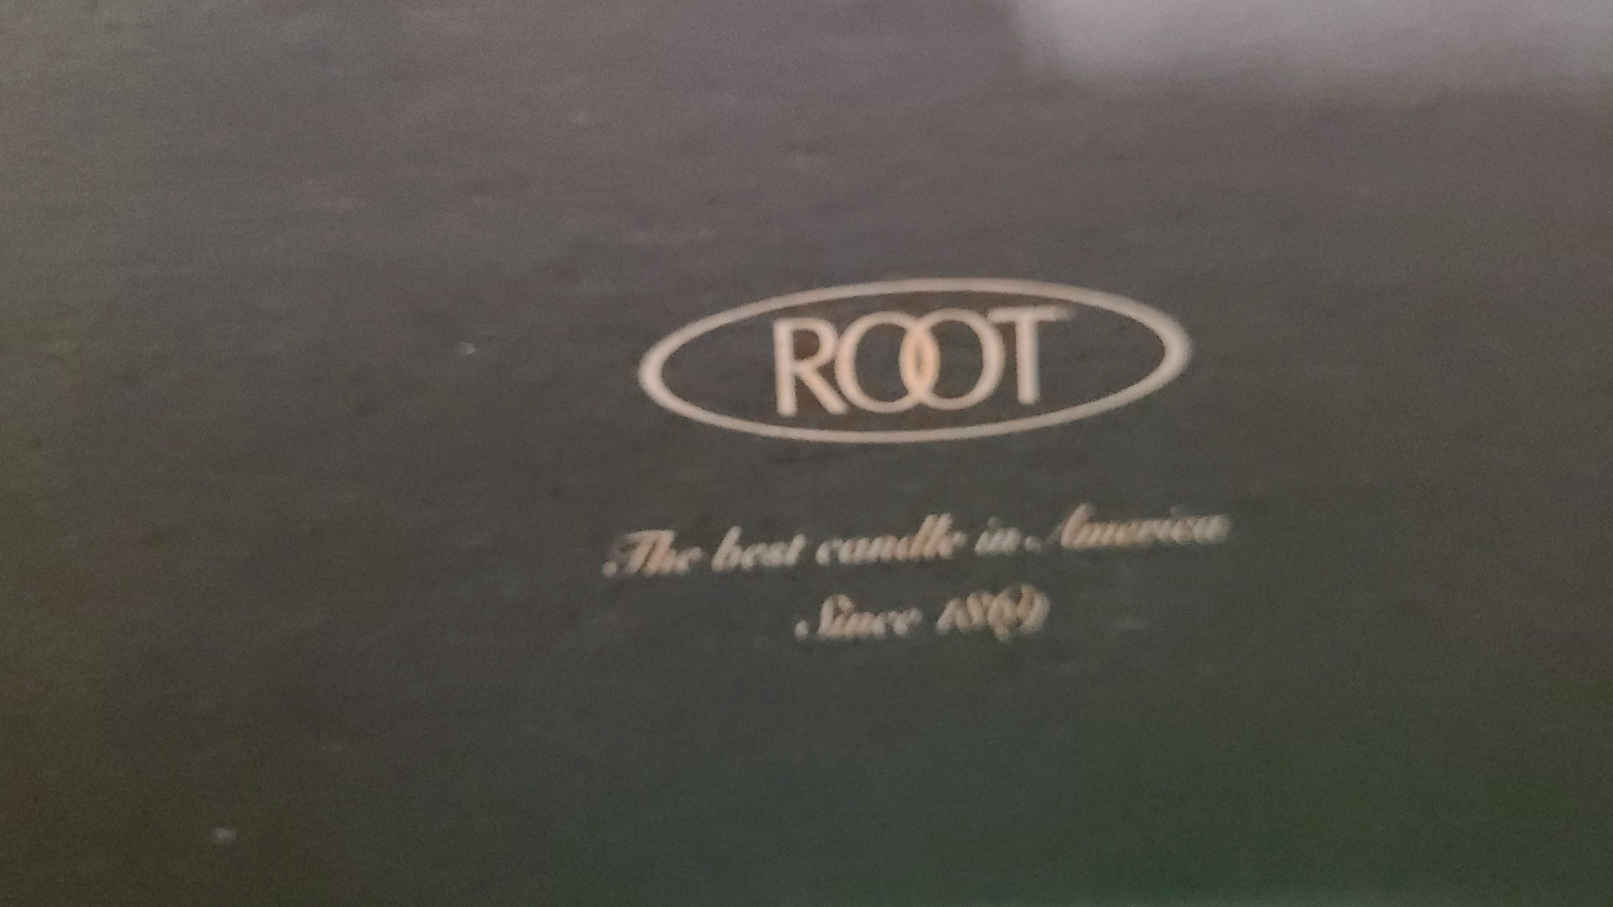 ROOT
The best candle in America
Since 1869